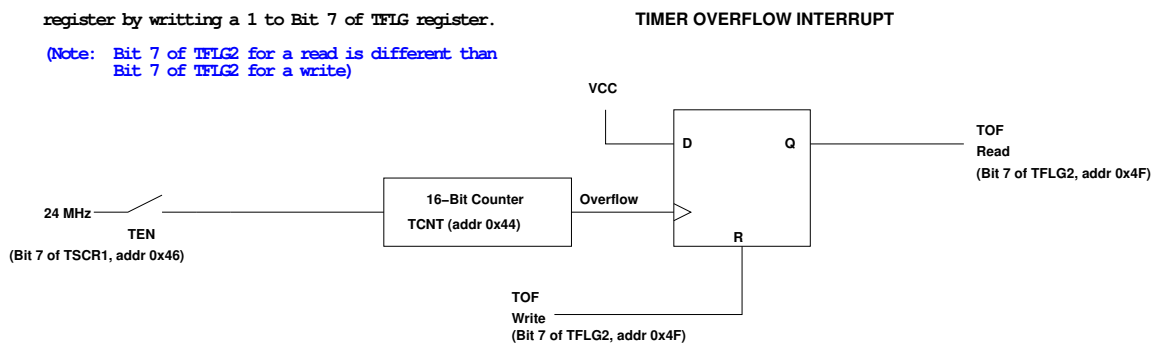 register by writting a 1 to Bit 7 of TFLG register.
TIMER OVERFLOW INTERRUPT
(Note: Bit 7 of TFLG2 for a read is different than
Bit 7 of TFLG2 for a write)
VCC
D
Q
TOF
Read
(Bit 7 of TFLG2, addr 0x4F)
24 MHz
TEN
(Bit 7 of TSCR1, addr 0x46)
16−Bit Counter
TCNT (addr 0x44)
Overflow
R
TOF
Write
(Bit 7 of TFLG2, addr 0x4F)